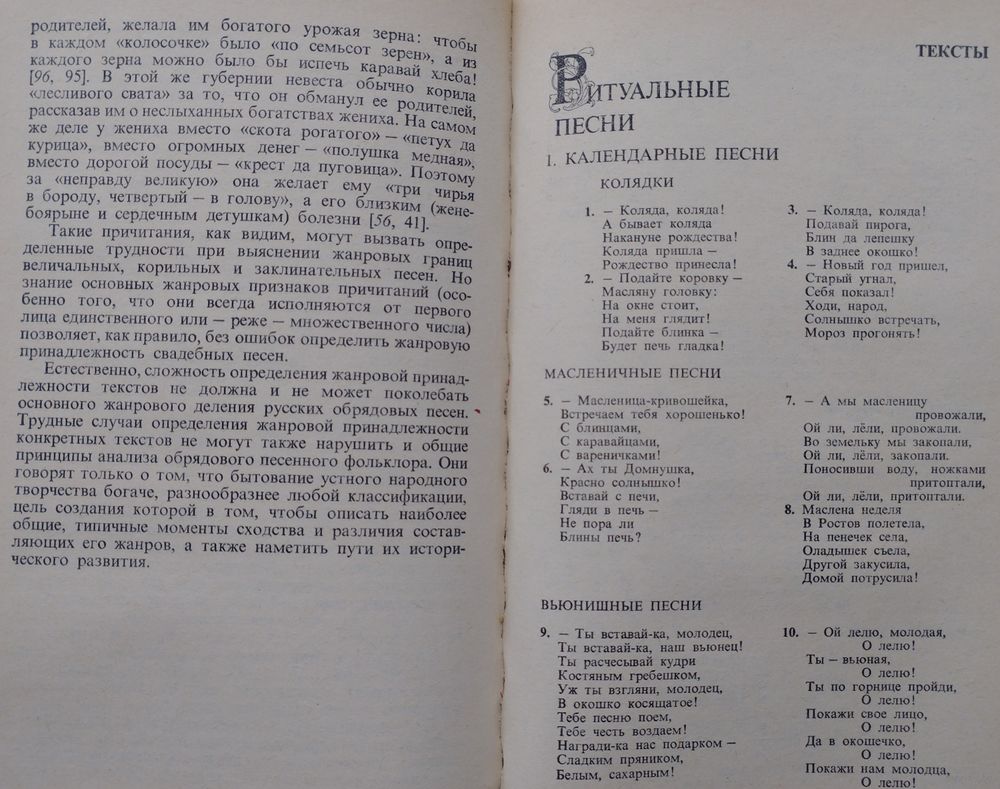 родителей, желала им богатого урожая зерна: чтобы
в каждом «колосочке» было «по семьсот зерен», а из
каждого зерна можно было бы испечь каравай хлеба!
[96, 95]. В этой же губернии невеста обычно корила
«лесливого свата» за то, что он обманул ее родителей,
рассказав им о неслыханных богатствах жениха. На самом
же деле у жениха вместо «скота рогатого» — «петух да
курица», вместо огромных денег — «полушка медная»,
вместо дорогой посуды — «крест да пуговица». Поэтому
за «неправду великую» она желает ему «три чирья
в бороду, четвертый — в голову», а его близким (жене-
боярыне и сердечным детушкам) болезни [56, 41].
Такие причитания, как видим, могут вызвать опре-
деленные трудности при выяснении жанровых границ
величальных, корильных и заклинательных песен. Но
знание основных жанровых признаков причитаний (осо-
бенно того, что они всегда исполняются от первого
лица единственного или — реже — множественного числа)
позволяет, как правило, без ошибок определить жанровую
принадлежность свадебных песен.
Естественно, сложность определения жанровой принад-
лежности текстов не должна и не может поколебать
основного жанрового деления русских обрядовых песен.
Трудные случаи определения жанровой принадлежности
конкретных текстов не могут также нарушить и общие
принципы анализа обрядового песенного фольклора. Они
говорят только о том, что бытование устного народного
творчества богаче, разнообразнее любой классификации,
цель создания которой в том, чтобы описать наиболее
общие, типичные моменты сходства и различия состав-
ляющих его жанров, а также наметить пути их истори-
ческого развития.
ТЕКСТЫ
РИТУАЛЬНЫЕ
ПЕСНИ
I. КАЛЕНДАРНЫЕ ПЕСНИ
КОЛЯДКИ
1. — Коляда, коляда!
А бывает коляда
Накануне рождества!
Коляда пришла —
Рождество принесла!
2. — Подайте коровку —
Масляну головку:
На окне стоит,
На меня глядит!
Подайте блинка —
Будет печь гладка!
3. — Коляда, коляда!
Подавай пирога,
Блин да лепешку
В заднее окошко!
4. — Новый год пришел,
Старый угнал,
Себя показал!
Ходи, народ,
Солнышко встречать,
Мороз прогонять!
МАСЛЕНИЧНЫЕ ПЕСНИ
5. — Масленица-кривошейка,
Встречаем тебя хорошенько!
С блинцами,
С каравайцами,
С вареничками!
6. — Ах ты Домнушка,
Красно солнышко!
Вставай с печи,
Гляди в печь —
Не пора ли
Блины печь?
7. — А мы масленицу
провожали,
Ой ли, лёли, провожали.
Во земельку мы закопали,
Ой ли, лёли, закопали.
Поносивши воду, ножками
притоптали,
Ой ли, лёли, притоптали.
8. Маслена неделя
В Ростов полетела,
На пенечек села,
Оладышек съела,
Другой закусила,
Домой потрусила!
ВЬЮНИШНЫЕ ПЕСНИ
9. — Ты вставай-ка, молодец,
Ты вставай-ка, наш вьюнец!
Ты расчесывай кудри
Костяным гребешком,
Уж ты взгляни, молодец,
В окошко косящатое!
Тебе песню поем,
Тебе честь воздаем!
Награди-ка нас подарком —
Сладким пряником,
Белым, сахарным!
10. — Ой лелю, молодая,
О лелю!
Ты — вьюная,
О лелю!
Ты по горнице пройди,
О лелю!
Покажи свое лицо,
О лелю!
Да в окошечко,
О лелю!
Покажи нам молодца,
О лелю!